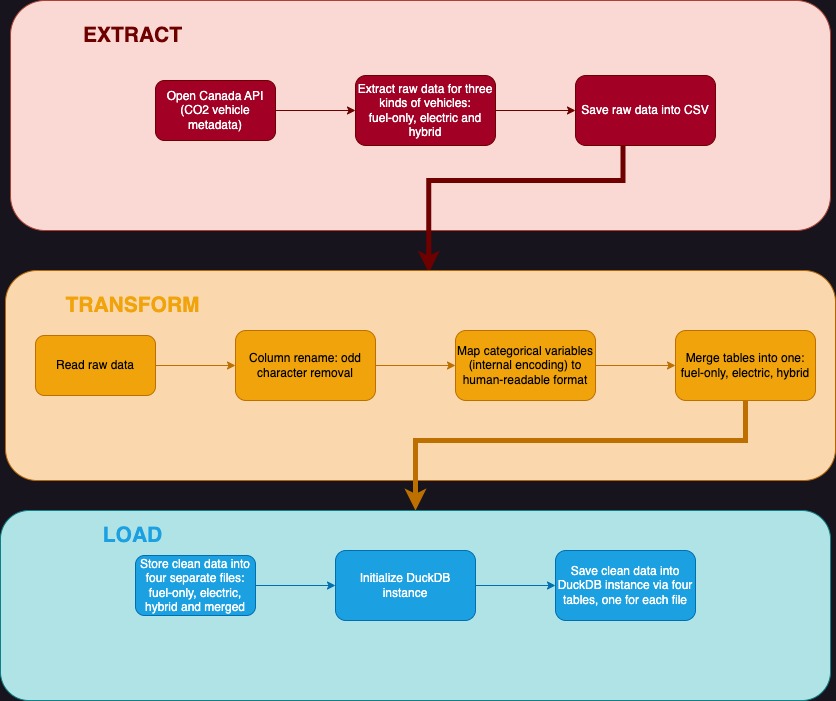 EXTRACT
Open Canada API
(CO2 vehicle
metadata)
Extract raw data for three
kinds of vehicles:
fuel-only, electric and
hybrid
Save raw data into CSV
TRANSFORM
Read raw data
Column rename: odd
character removal
Map categorical variables
(internal encoding) to
human-readable format
Merge tables into one:
fuel-only, electric, hybrid
LOAD
Store clean data into
four separate files:
fuel-only, electric,
hybrid and merged
Initialize DuckDB
instance
Save clean data into
DuckDB instance via four
tables, one for each file